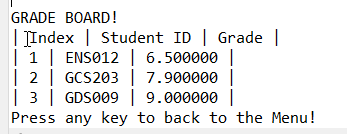 GRADE BOARD!
| Index | Student ID | Grade |
| 1 | ENS012 | 6.500000 |
| 2 | GCS203 | 7.900000 |
| 3 | GDS009 | 9.000000 |
Press any key to back to the Menu!